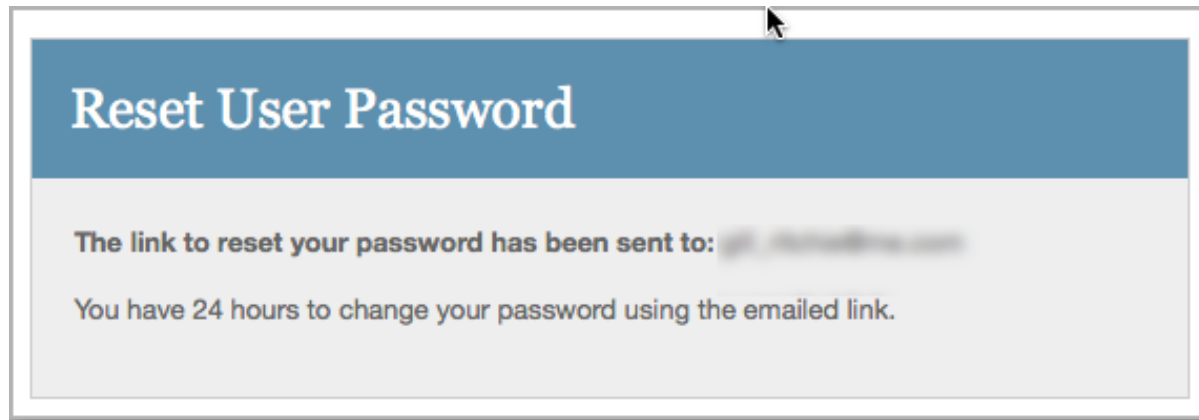 Reset User Password
The link to reset your password has been sent to:
You have 24 hours to change your password using the emailed link.